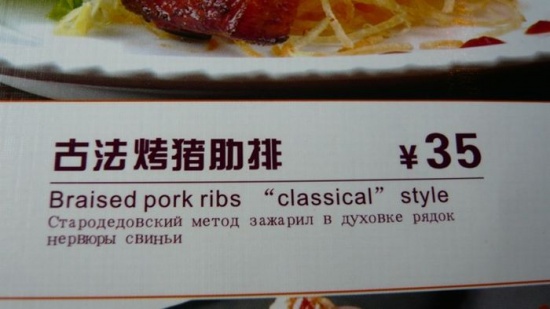 古法烤猪肋排 ¥35
Braised pork ribs “classical” style
Стародедовский метод зажарил в духовке рядок
нервюры свиньи